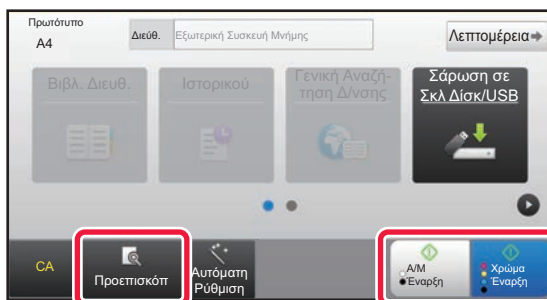 Πρωτότυπο
A4
Διεύθ.
Εξωτερική Συσκευή Μνήμης
Λεπτομέρεια
Βιβλ. Διευθ.
Ιστορικού
Γενική Αναζή-
τηση Δ/νσης
Σάρωση σε
Σκλ Δίσκ/USB
CA
Προεπισκόπ
Αυτόματη
Ρύθμιση
Α/Μ
Έναρξη
Χρώμα
Έναρξη